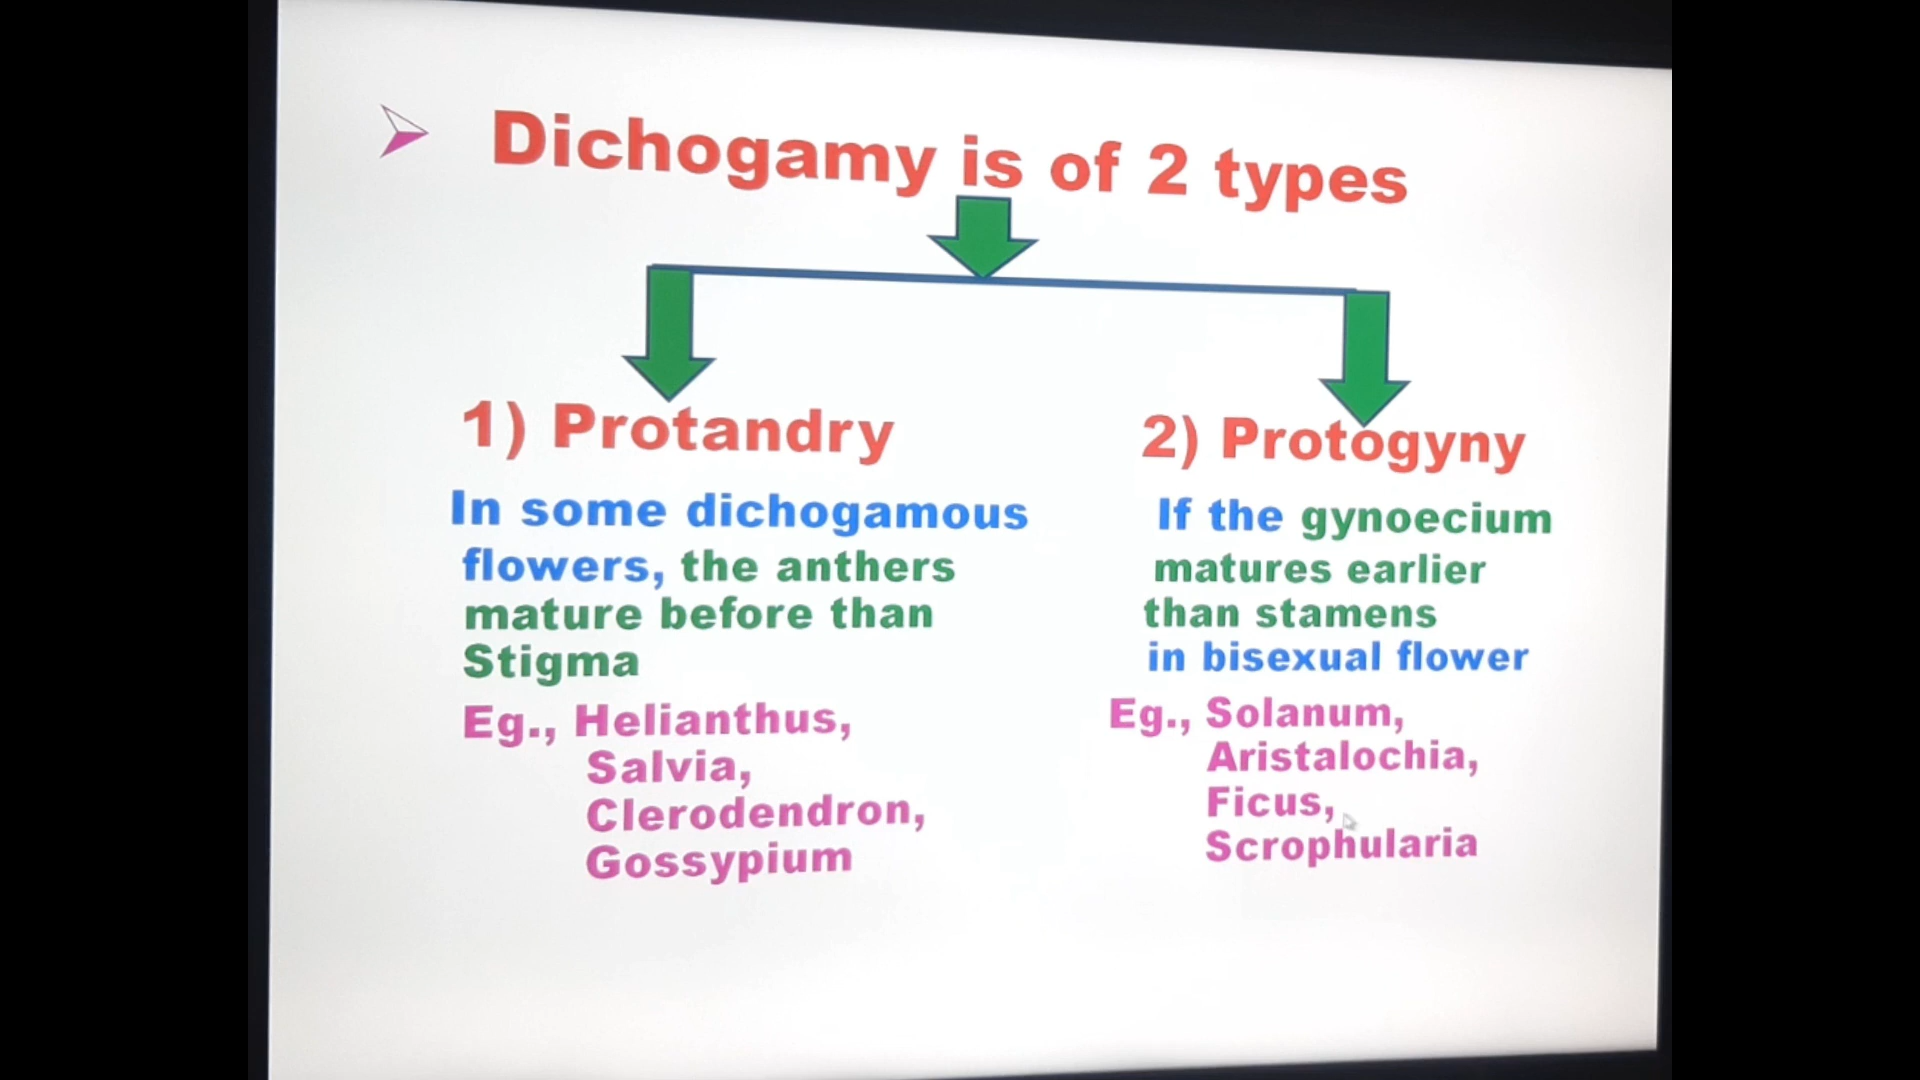 Dichogamy is of 2 types
1) Protandry
In some dichogamous
flowers, the anthers
mature before than
Stigma
Eg., Helianthus,
Salvia,
Clerodendron,
Gossypium
2) Protogyny
If the gynoecium
matures earlier
than stamens
in bisexual flower
Eg., Solanum,
Aristalochia,
Ficus,
Scrophularia